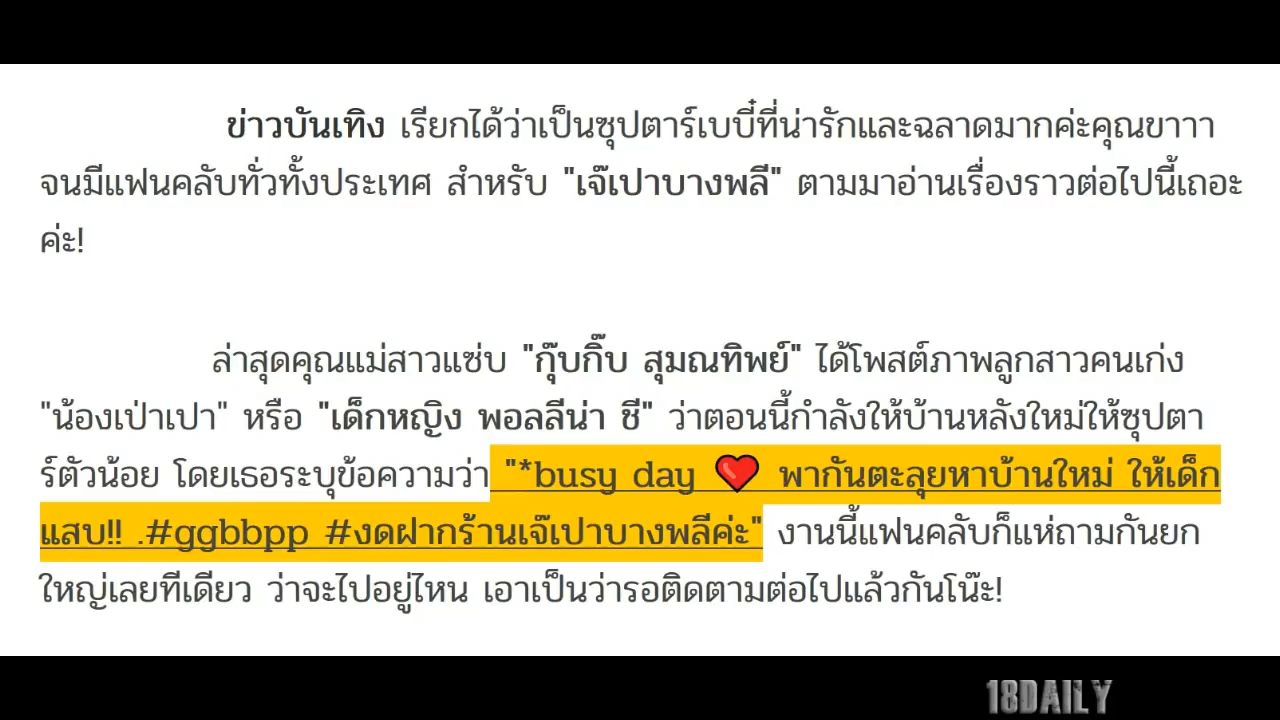 ข่าวบันเทิง เรียกได้ว่าเป็นซุปตาร์เบบี๋ที่น่ารักและฉลาดมากค่ะคุณขาาา
จนมีแฟนคลับทั่วทั้งประเทศ สำหรับ "เจ๊เปาบางพลี" ตามมาอ่านเรื่องราวต่อไปนี้เถอะ
ค่ะ!
ล่าสุดคุณแม่สาวแซ่บ "กุ๊บกิ๊บ สุมณทิพย์" ได้โพสต์ภาพลูกสาวคนเก่ง
"น้องเป่าเปา" หรือ "เด็กหญิง พอลลีน่า ชี" ว่าตอนนี้กำลังให้บ้านหลังใหม่ให้ซุปตา
ร์ตัวน้อย โดยเธอระบุข้อความว่า "*busy day ❤️ พากันตะลุยหาบ้านใหม่ ให้เด็ก
แสบ!! .#ggbbpp #งดฝากร้านเจ๊เปาบางพลีค่ะ" งานนี้แฟนคลับก็แห่ถามกันยก
ใหญ่เลยทีเดียว ว่าจะไปอยู่ไหน เอาเป็นว่ารอติดตามต่อไปแล้วกันโน๊ะ!
18DAILY